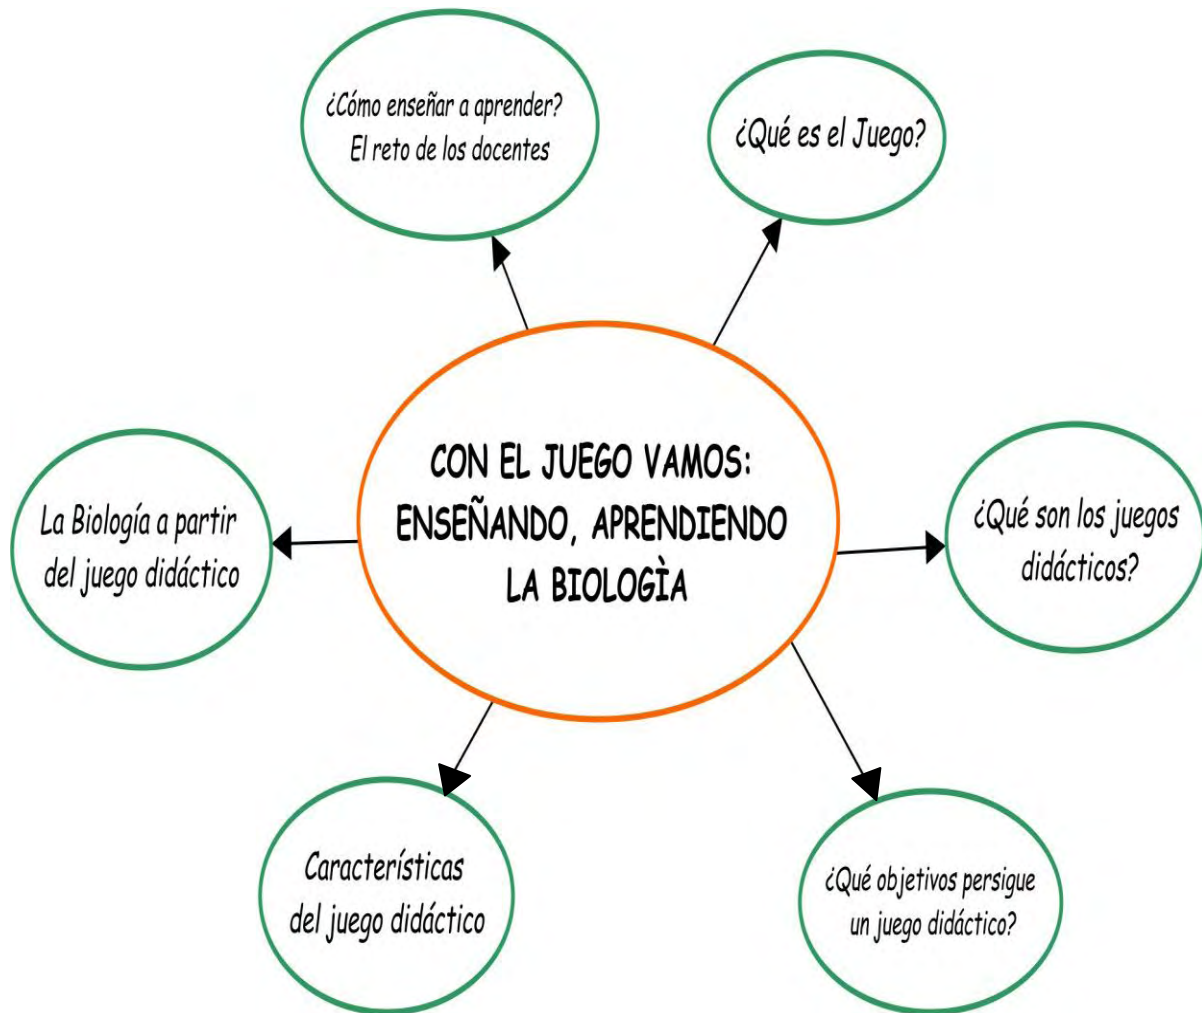 ¿Cómo enseñar a aprender?
El reto de los docentes
¿Qué es el Juego?
CON EL JUEGO VAMOS:
ENSEÑANDO, APRENDIENDO
LA BIOLOGÌA
La Biología a partir
del juego didáctico
¿Qué son los juegos
didácticos?
Característícas
del juego didáctico
¿Qué objetivos persigue
un juego didáctico?